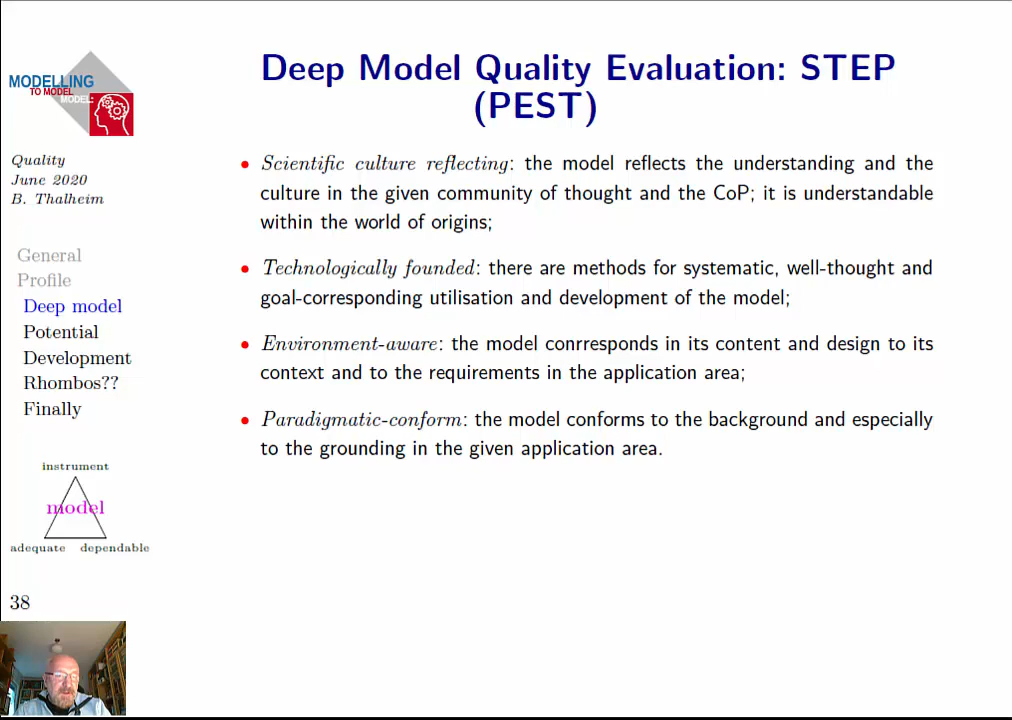 MODELLING
TO MODEL
MODEL:
Quality
June 2020
B. Thalheim
General
Profile
Deep model
Potential
Development
Rhombos??
Finally
instrument
model
adequate dependable
38
Deep Model Quality Evaluation: STEP
(PEST)
• Scientific culture reflecting: the model reflects the understanding and the
culture in the given community of thought and the CoP; it is understandable
within the world of origins;
• Technologically founded: there are methods for systematic, well-thought and
goal-corresponding utilisation and development of the model;
• Environment-aware: the model conrresponds in its content and design to its
context and to the requirements in the application area;
• Paradigmatic-conform: the model conforms to the background and especially
to the grounding in the given application area.